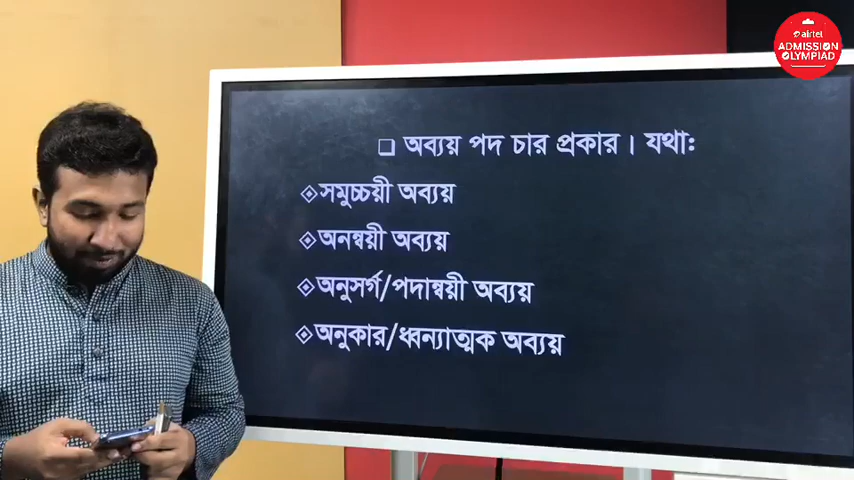 airtel
ADMISSION
OLYMPIAD
❑ অব্যয় পদ চার প্রকার। যথাঃ
সমুচ্চয়ী অব্যয়
অনন্বয়ী অব্যয়
অনুসর্গ/পদান্বয়ী অব্যয়
অনুকার/ধ্বন্যাত্মক অব্যয়